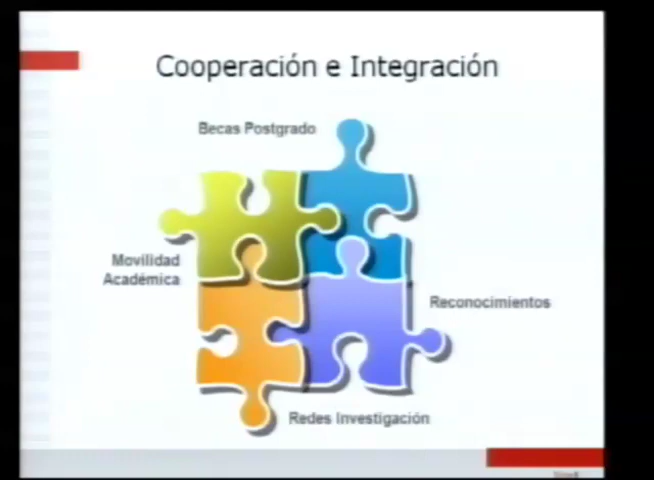 Cooperación e Integración
Becas Postgrado
Movilidad
Académica
Reconocimientos
Redes Investigación